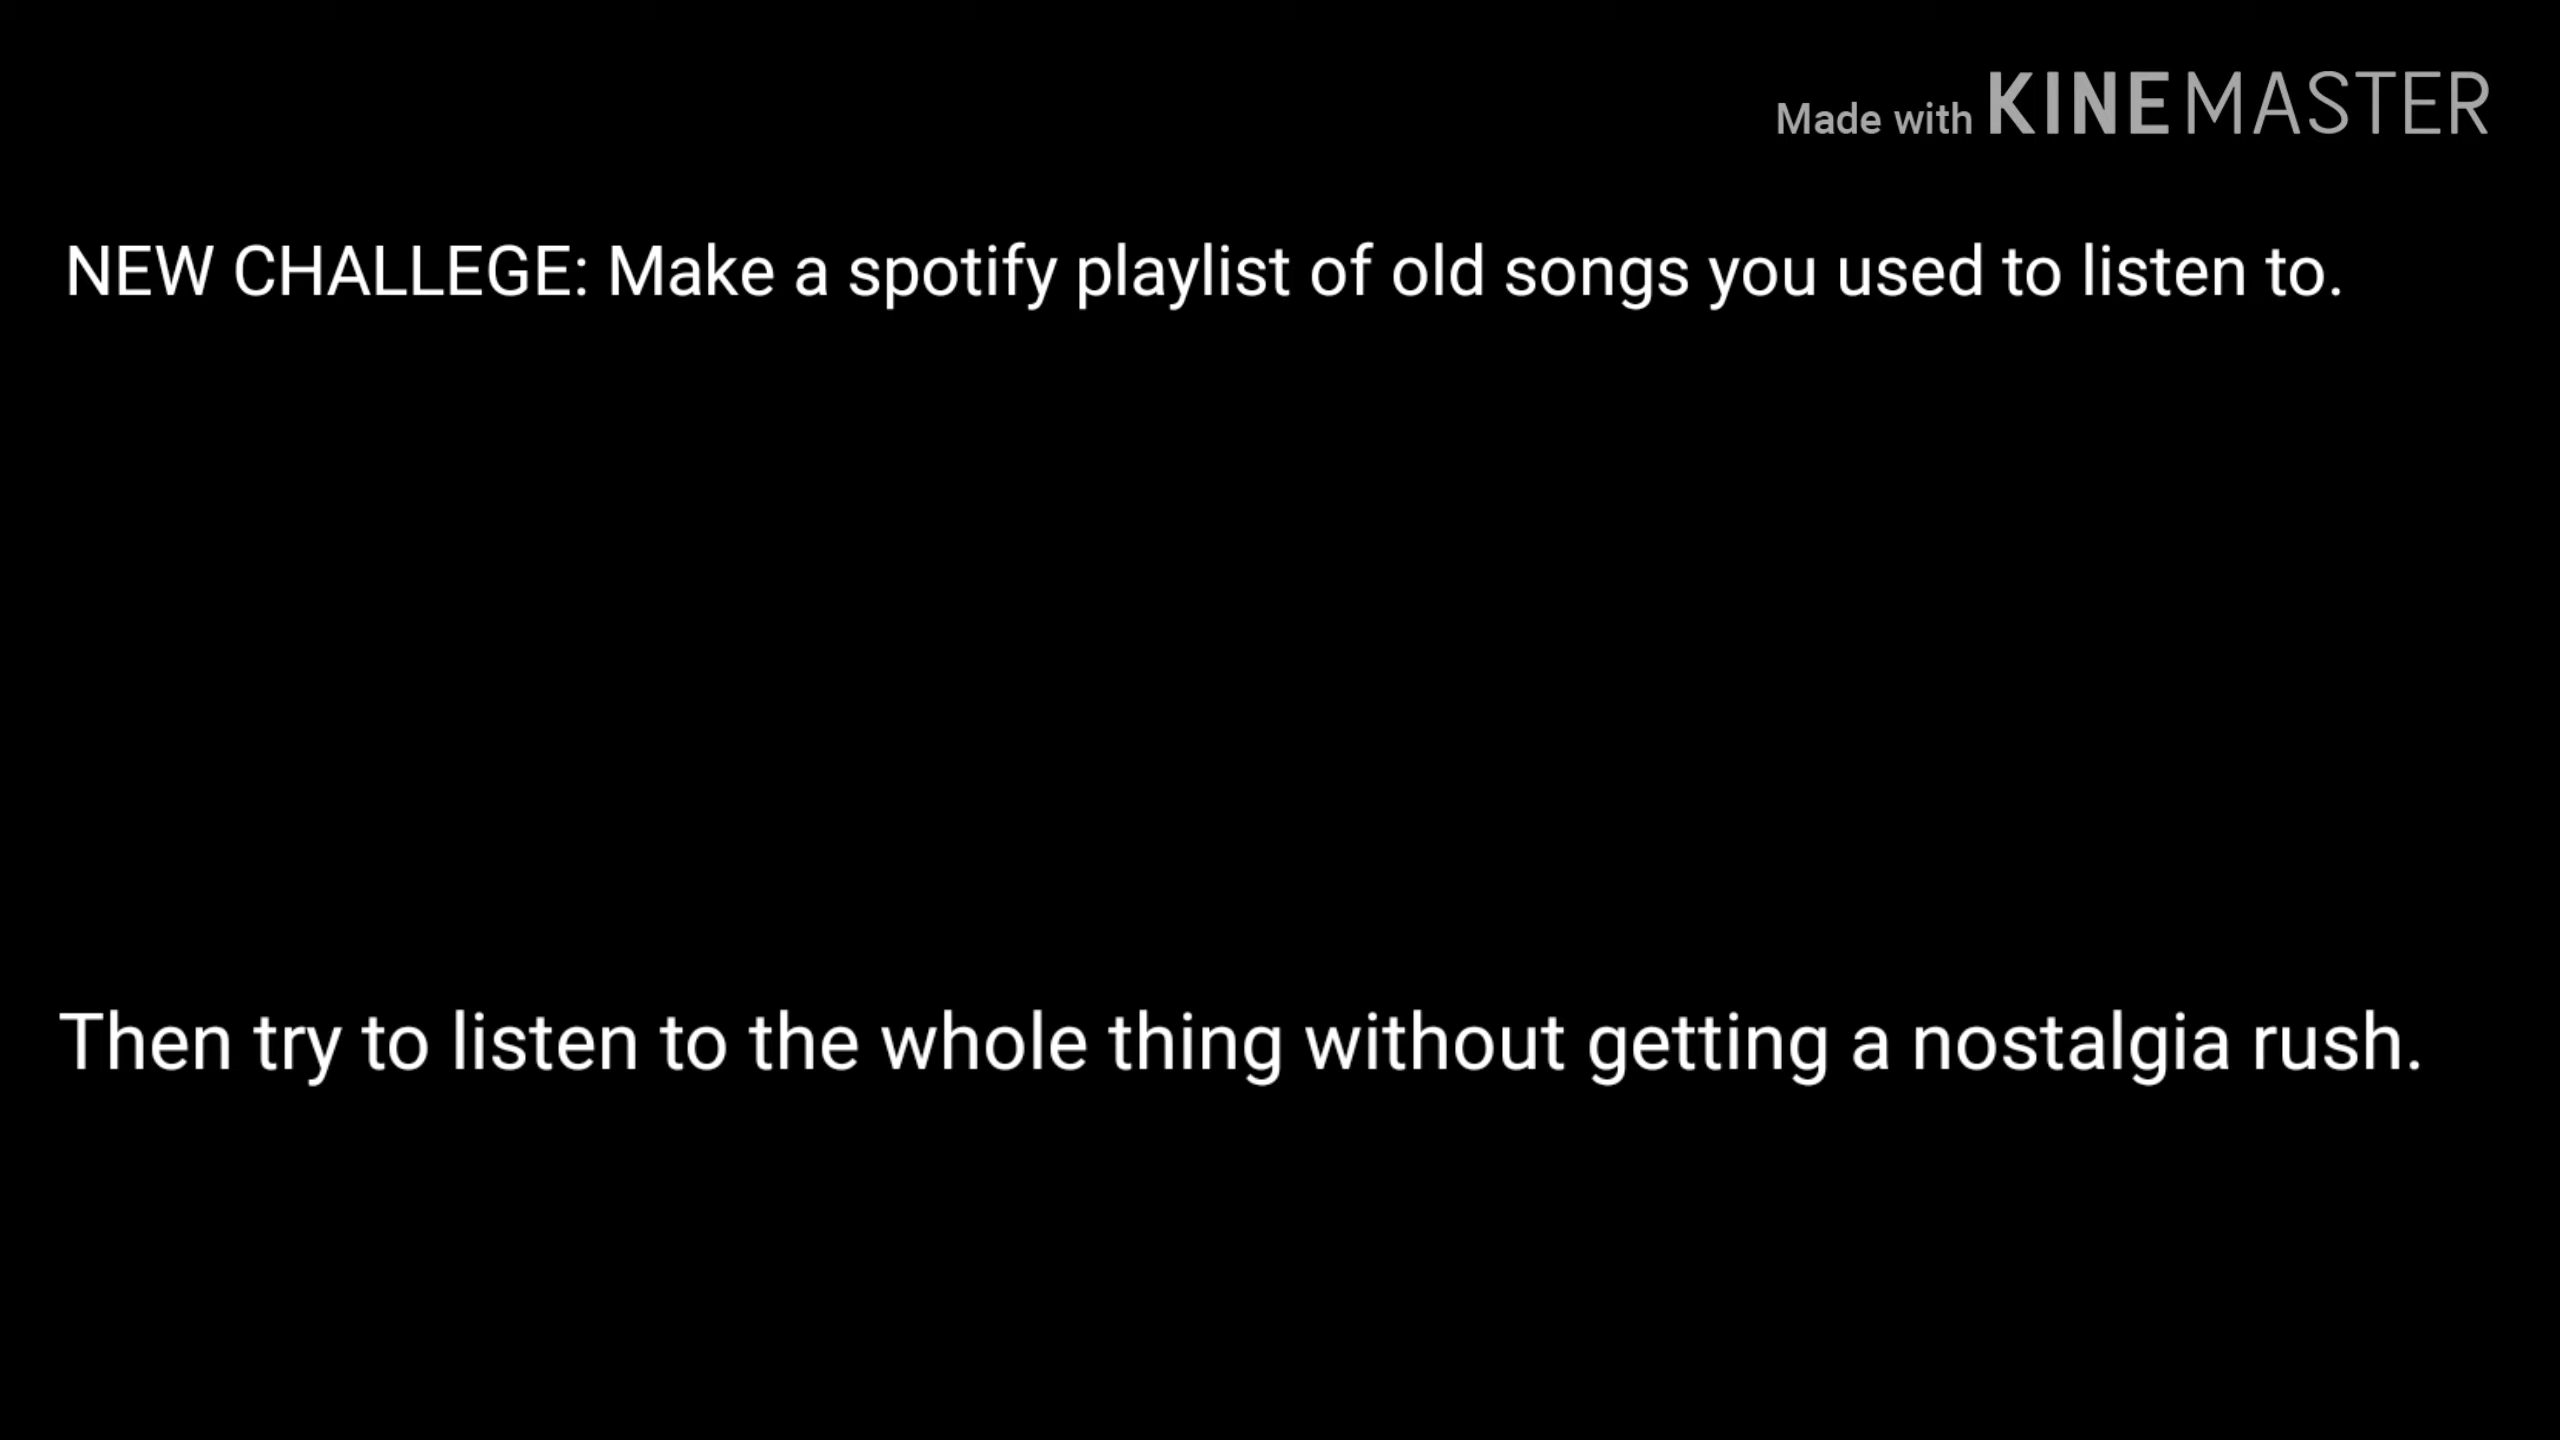 Made with KINEMASTER
NEW CHALLEGE: Make a spotify playlist of old songs you used to listen to.
Then try to listen to the whole thing without getting a nostalgia rush.